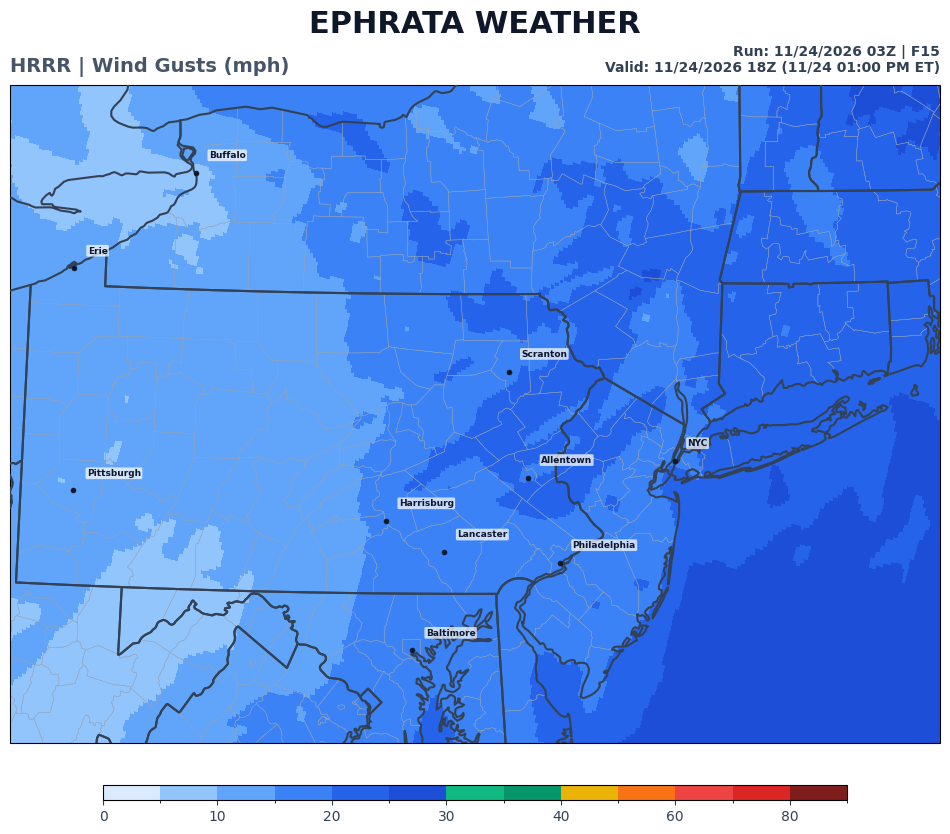 EPHRATA WEATHER
HRRR | Wind Gusts (mph)
Run: 11/24/2026 03Z | F15
Valid: 11/24/2026 18Z (11/24 01:00 PM ET)
Buffalo
Erie
Scranton
NYC
Allentown
Pittsburgh
Harrisburg
Lancaster
Philadelphia
Baltimore
0 10 20 30 40 60 80